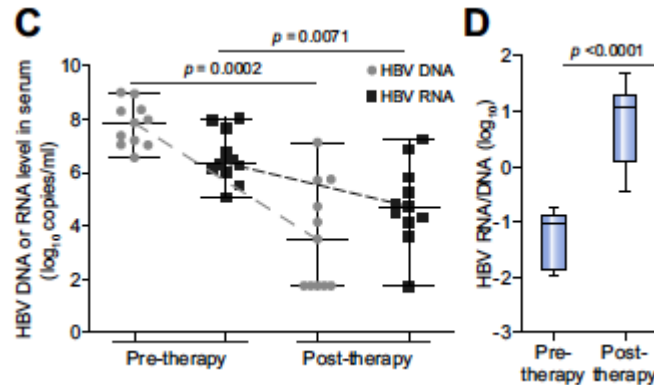 C
p = 0.0071
p = 0.0002
HBV DNA
HBV RNA
HBV DNA or RNA level in serum
(log10 copies/ml)
10
8
6
4
2
0
Pre-therapy
Post-therapy
D
p <0.0001
HBV RNA/DNA (log10)
2
1
0
-1
-2
-3
Pre-
therapy
Post-
therapy